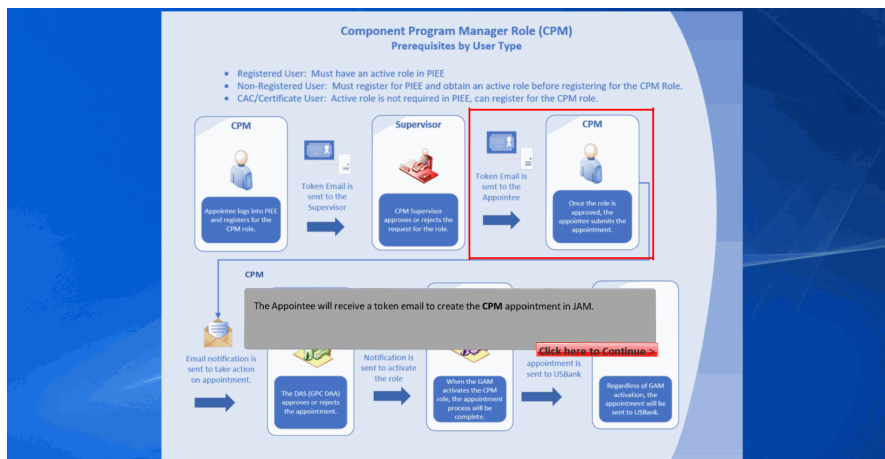 Component Program Manager Role (CPM)
Prerequisites by User Type
• Registered User: Must have an active role in PIEE
• Non-Registered User: Must register for PIEE and obtain an active role before registering for the CPM Role.
• CAC/Certificate User: Active role is not required in PIEE, can register for the CPM role.
CPM
Appointee logs into PIEE
and registers for the
CPM role.
Token Email is
sent to the
Supervisor
Supervisor
CPM Supervisor
approves or rejects the
request for the role.
Token Email is
sent to the
Appointee
CPM
Once the role is
approved, the
appointee submits the
appointment.
CPM
The Appointee will receive a token email to create the CPM appointment in JAM.
Click here to Continue >
Email notification is
sent to take action
on appointment.
The DAS (GPC DAA)
approves or rejects
the appointment.
Notification is
sent to activate
the role
When the GAM
activates the CPM
role, the appointment
process will be
complete.
appointment is
sent to USBank
Regardless of GAM
activation, the
appointment will be
sent to USBank.